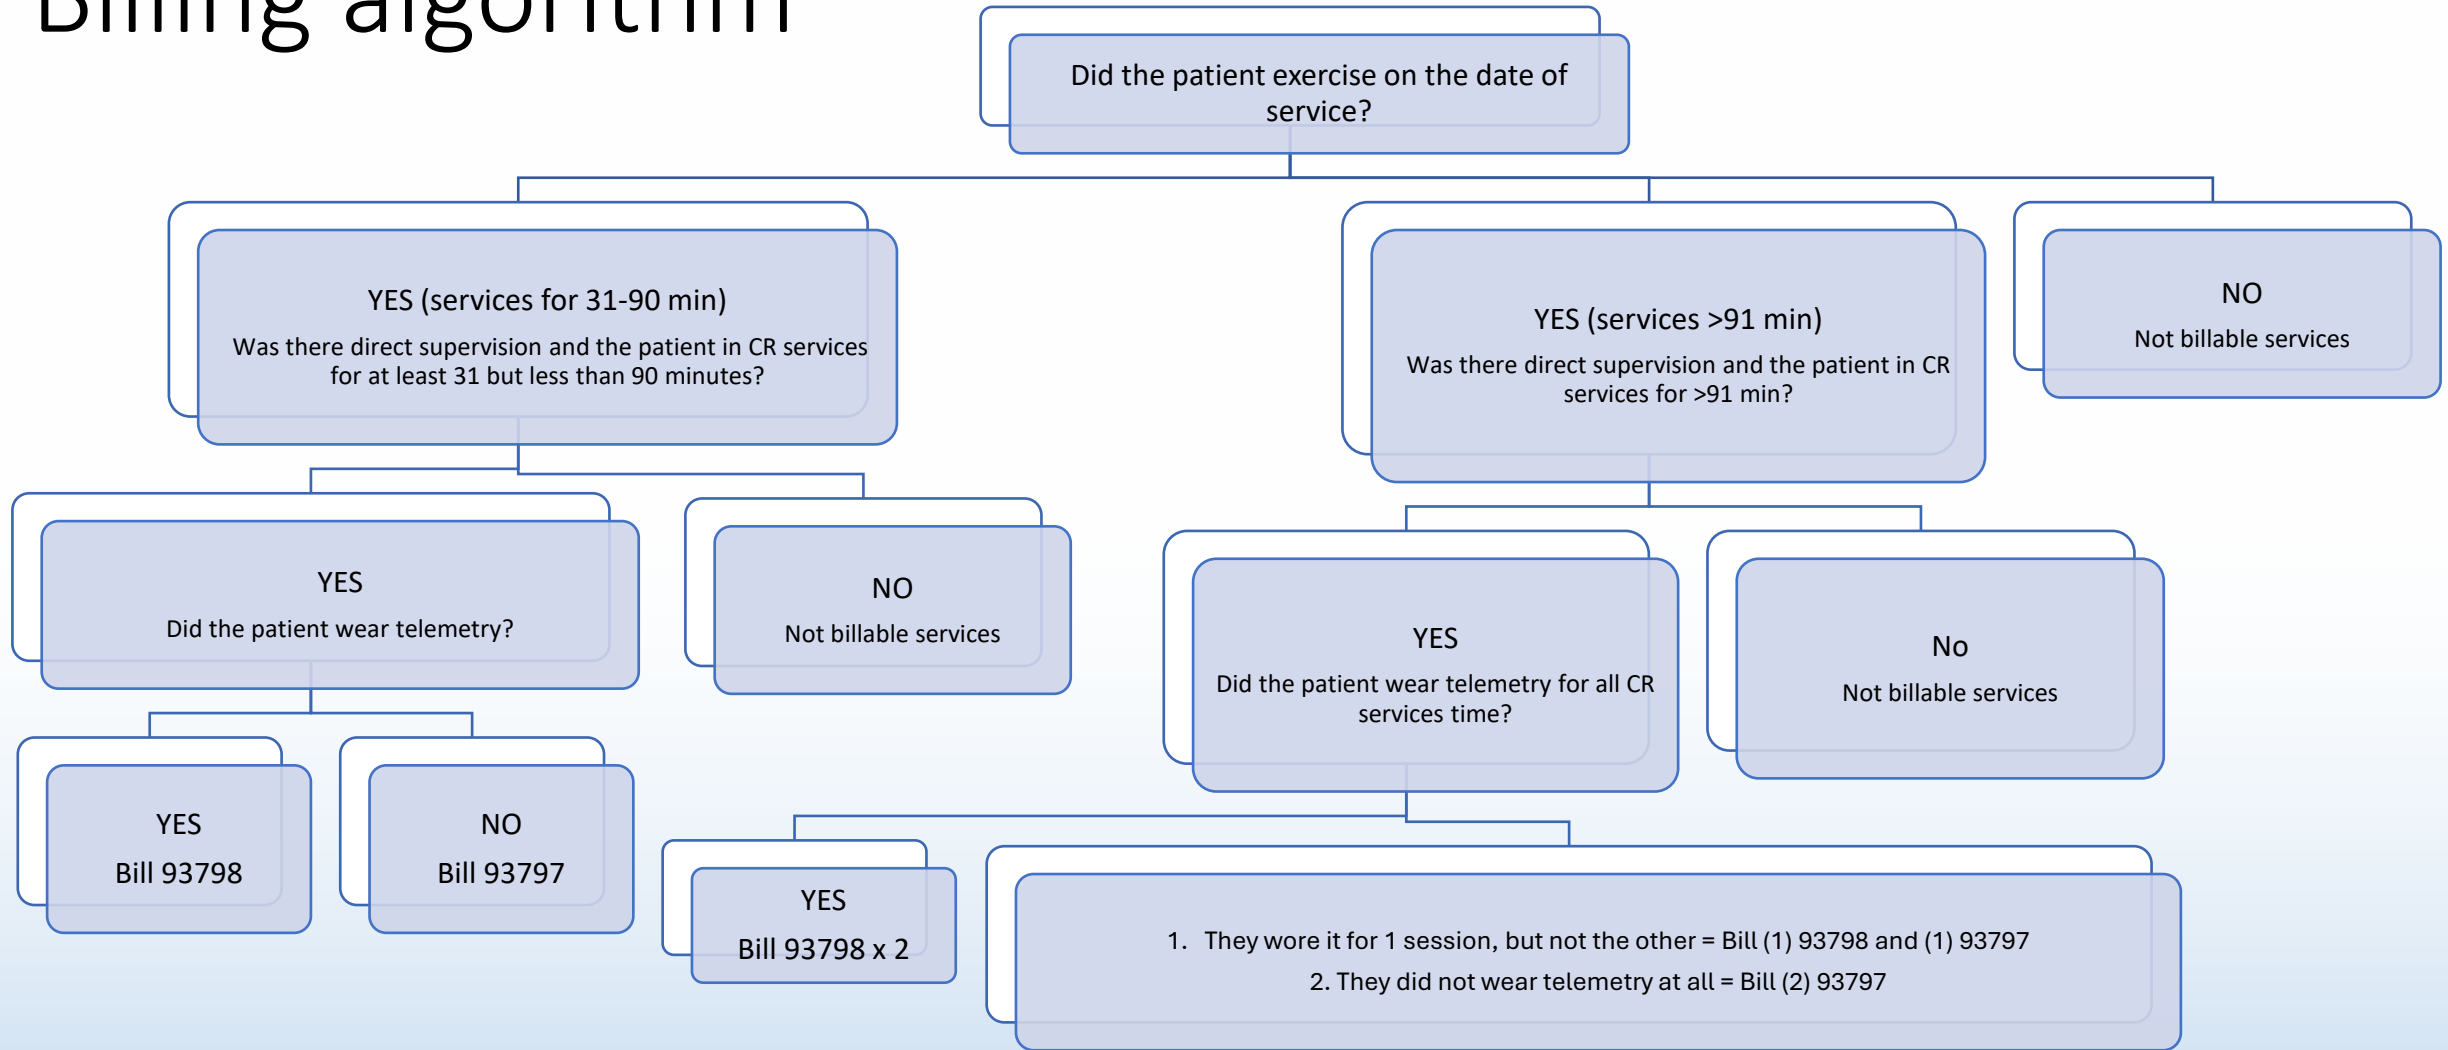 Billing algorithm
Did the patient exercise on the date of
service?
YES (services for 31-90 min)
Was there direct supervision and the patient in CR services
for at least 31 but less than 90 minutes?
YES (services >91 min)
Was there direct supervision and the patient in CR
services for >91 min?
NO
Not billable services
YES
Did the patient wear telemetry?
NO
Not billable services
YES
Did the patient wear telemetry for all CR
services time?
No
Not billable services
YES
Bill 93798
NO
Bill 93797
YES
Bill 93798 x 2
1. They wore it for 1 session, but not the other = Bill (1) 93798 and (1) 93797
2. They did not wear telemetry at all = Bill (2) 93797